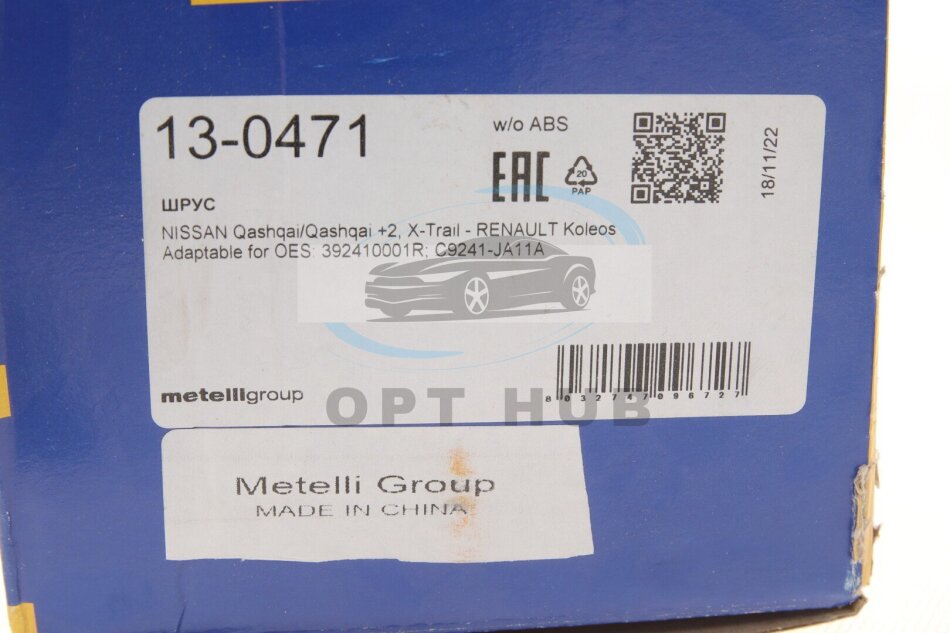 13-0471
w/o ABS
EAC
20
PAP
18/11/22
ШРУС
NISSAN Qashqai/Qashqai +2, X-Trail - RENAULT Koleos
Adaptable for OES: 392410001R; C9241-JA11A
metelligroup
8032747096727
OPT HUB
Metelli Group
MADE IN CHINA